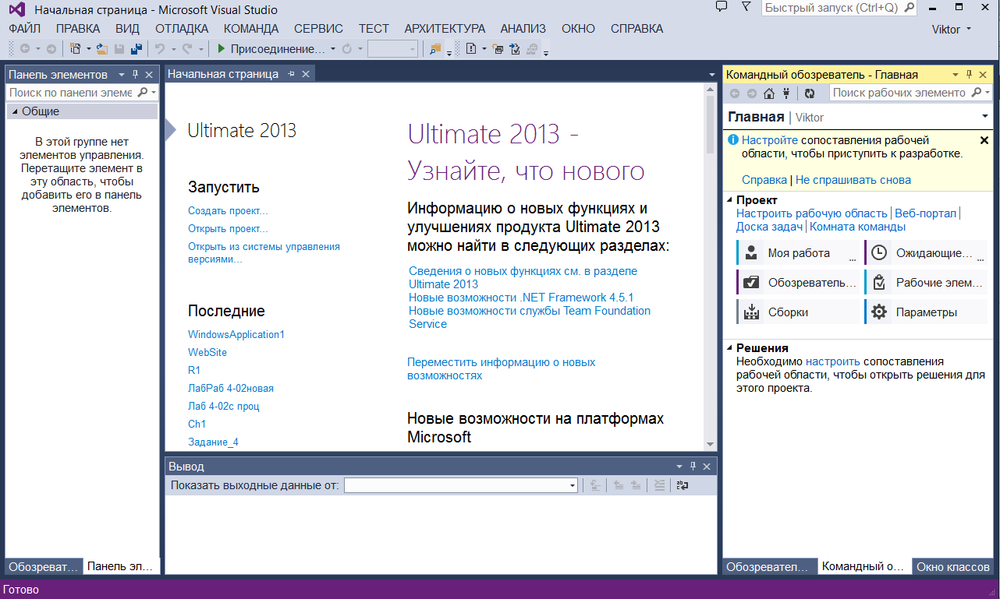 Начальная страница - Microsoft Visual Studio
Быстрый запуск (Ctrl+Q)
ФАЙЛ ПРАВКА ВИД ОТЛАДКА КОМАНДА СЕРВИС ТЕСТ АРХИТЕКТУРА АНАЛИЗ ОКНО СПРАВКА
Viktor
Присоединение...
Панель элементов
Поиск по панели элеме
Общие
В этой группе нет
элементов управления.
Перетащите элемент в
эту область, чтобы
добавить его в панель
элементов.
Обозреват...
Панель эл...
Начальная страница
Ultimate 2013
Запустить
Создать проект...
Открыть проект...
Открыть из системы управления
версиями...
Последние
WindowsApplication1
WebSite
R1
ЛабРаб 4-02новая
Лаб 4-02с проц
Ch1
Задание_4
Ultimate 2013 -
Узнайте, что нового
Информацию о новых функциях и
улучшениях продукта Ultimate 2013
можно найти в следующих разделах:
Сведения о новых функциях см. в разделе
Ultimate 2013
Новые возможности .NET Framework 4.5.1
Новые возможности службы Team Foundation
Service
Переместить информацию о новых
возможностях
Новые возможности на платформах
Microsoft
Вывод
Показать выходные данные от:
Командный обозреватель - Главная
Поиск рабочих элементо
Главная | Viktor
Настройте сопоставления рабочей
области, чтобы приступить к разработке.
Справка | Не спрашивать снова
Проект
Настроить рабочую область | Веб-портал |
Доска задач | Комната команды
Моя работа ...
Ожидающие... ...
Обозреватель...
Рабочие элем...
Сборки
Параметры
Решения
Необходимо настроить сопоставления
рабочей области, чтобы открыть решения для
этого проекта.
Обозревател...
Командный о...
Окно классов
Готово